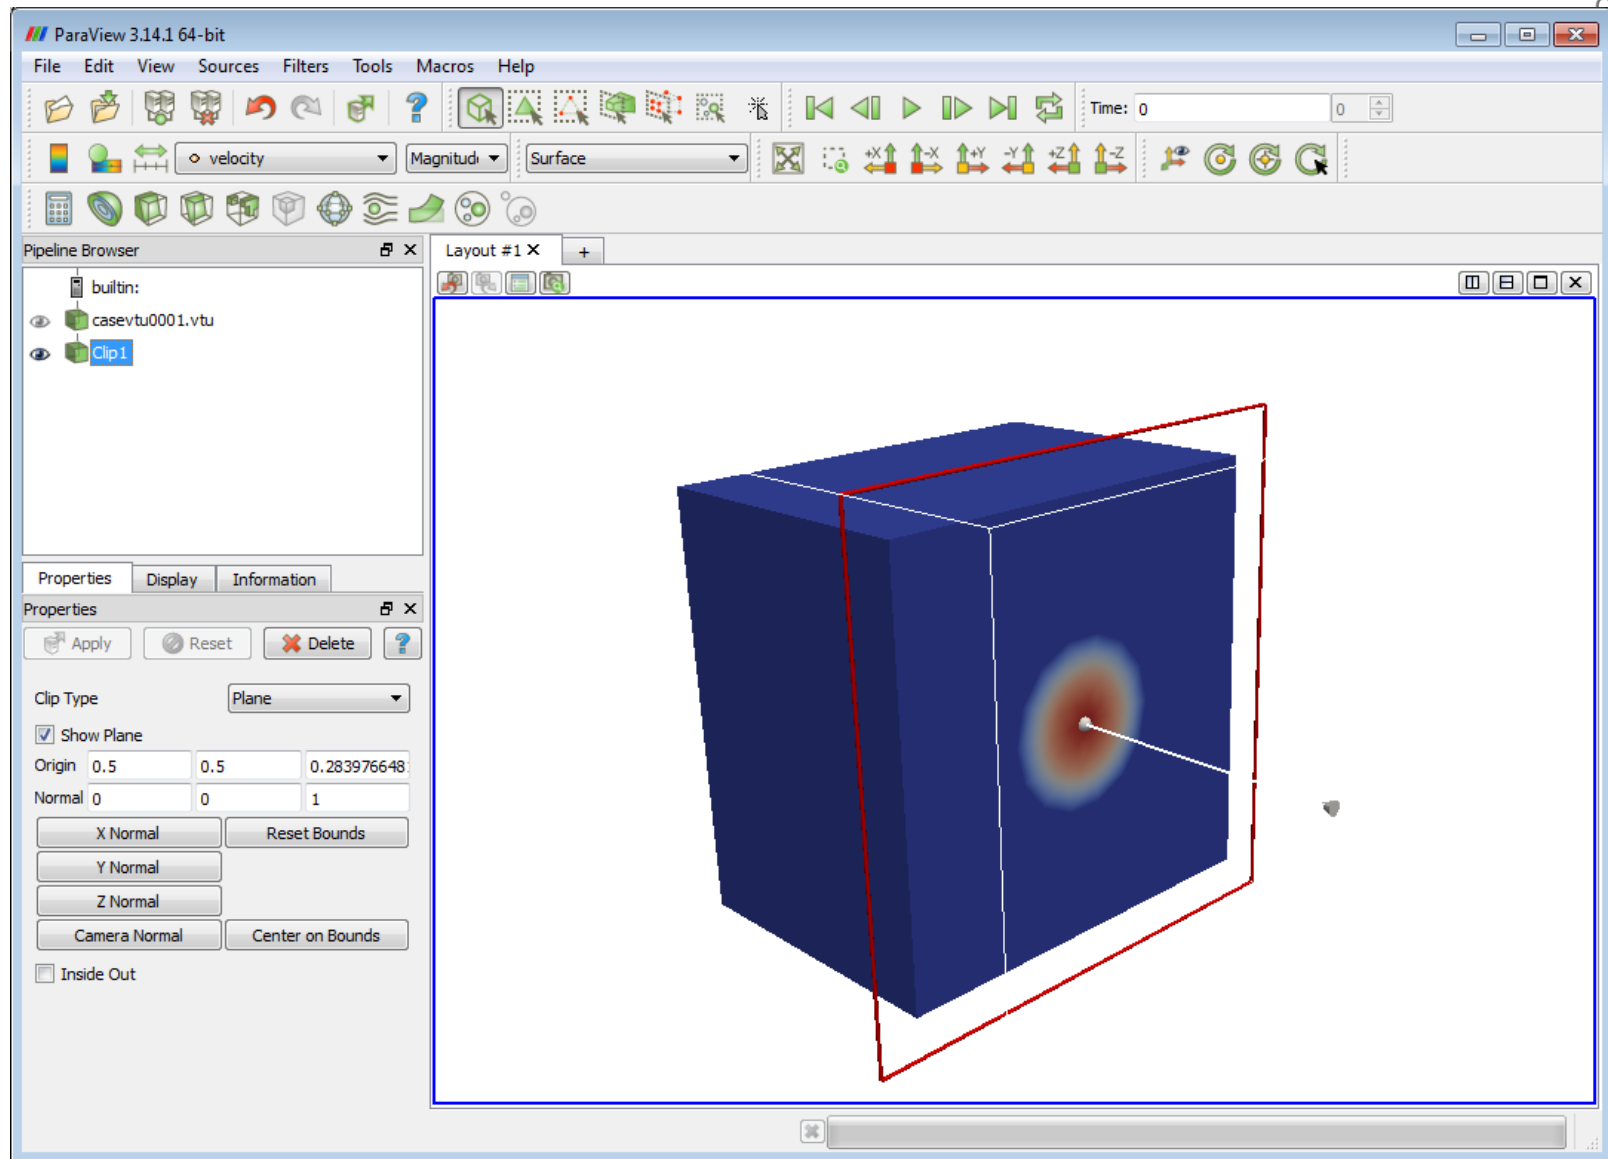 ParaView 3.14.1 64-bit
File Edit View Sources Filters Tools Macros Help
Time: 0 0
velocity Magnitud Surface
+X -X +Y -Y +Z -Z
Pipeline Browser
Layout #1 +
builtin:
casevtu0001.vtu
Clip1
Properties Display Information
Properties
Apply Reset Delete ?
Clip Type Plane
Show Plane
Origin 0.5 0.5 0.283976648
Normal 0 0 1
X Normal Reset Bounds
Y Normal
Z Normal
Camera Normal Center on Bounds
Inside Out